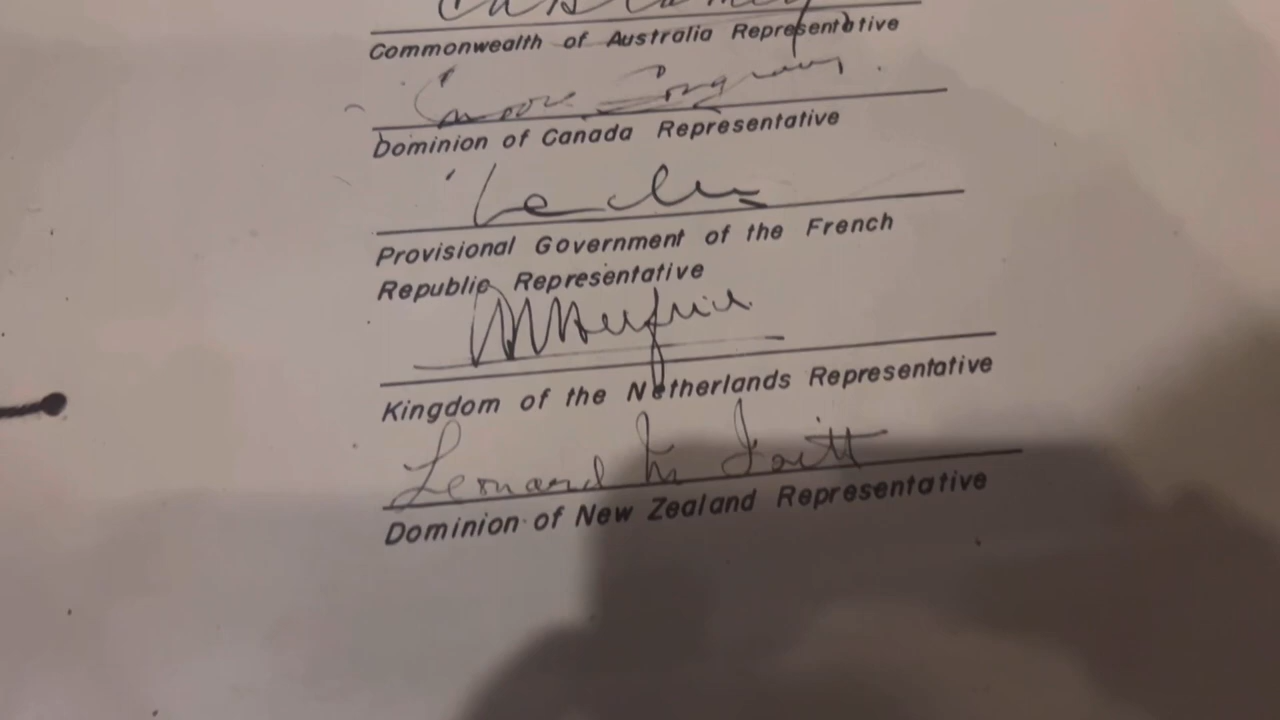 Commonwealth of Australia Representative
Dominion of Canada Representative
Provisional Government of the French
Republic Representative
Kingdom of the Netherlands Representative
Leonard M Isitt
Dominion of New Zealand Representative